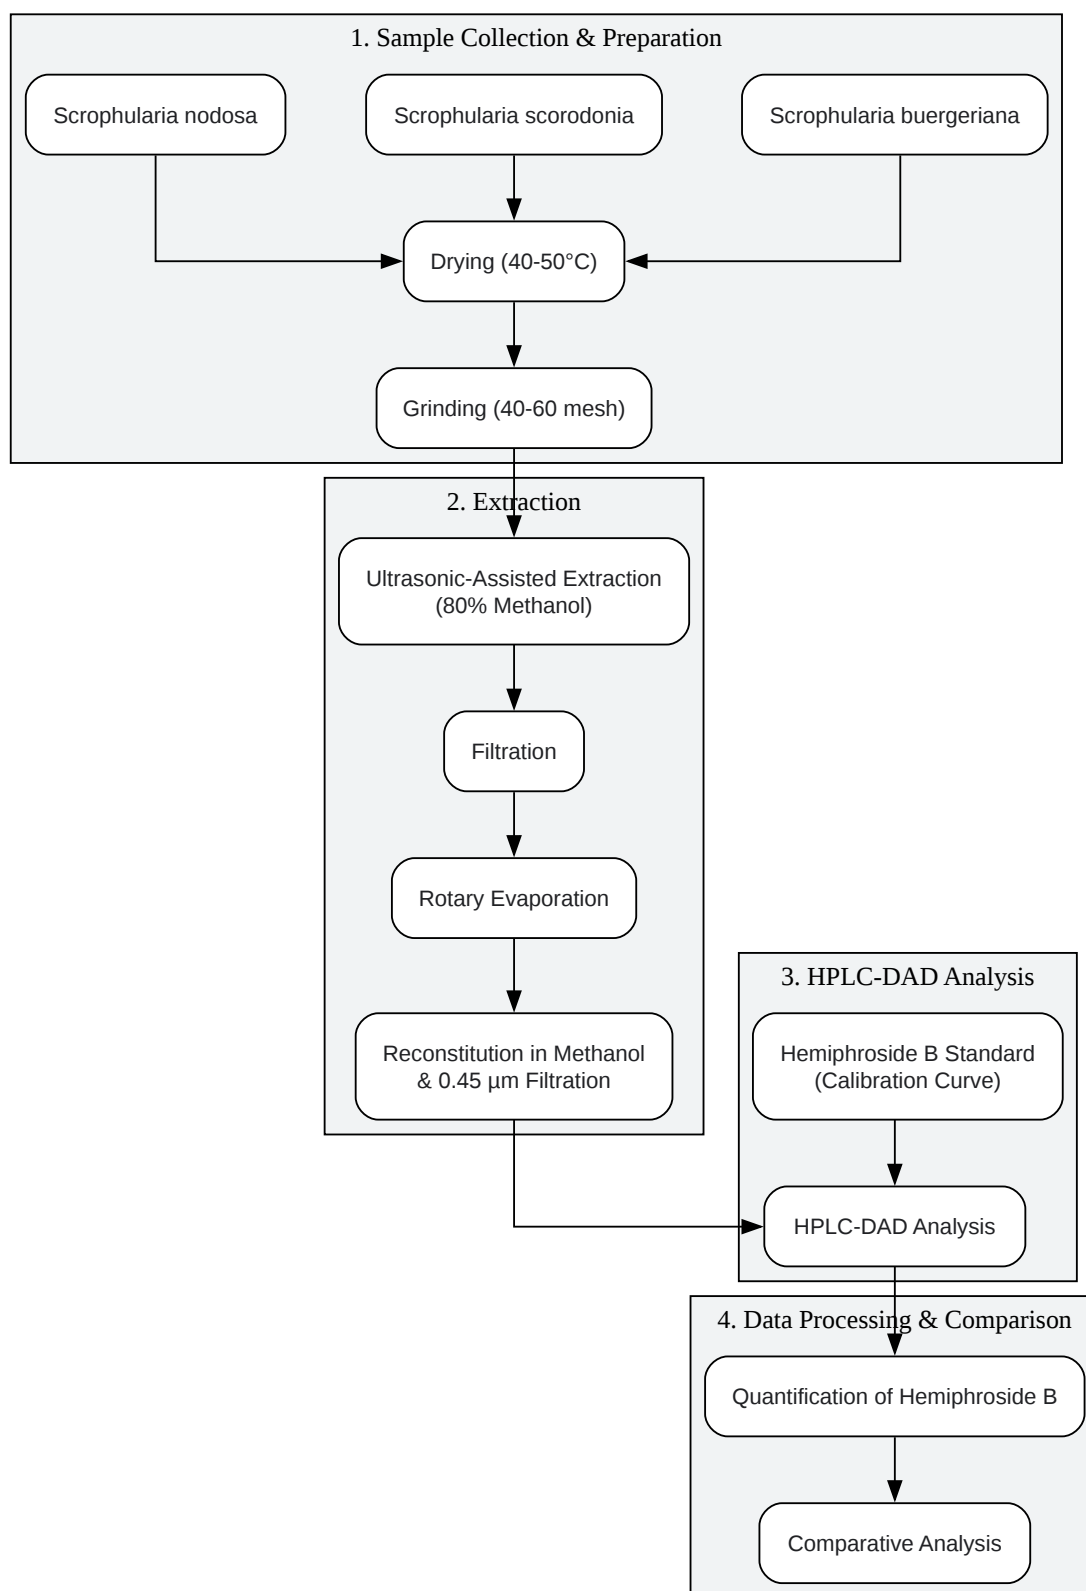 1. Sample Collection & Preparation
Scrophularia nodosa
Scrophularia scorodonia
Scrophularia buergeriana
Drying (40-50°C)
Grinding (40-60 mesh)
2. Extraction
Ultrasonic-Assisted Extraction
(80% Methanol)
Filtration
Rotary Evaporation
Reconstitution in Methanol
& 0.45 µm Filtration
3. HPLC-DAD Analysis
Hemiphroside B Standard
(Calibration Curve)
HPLC-DAD Analysis
4. Data Processing & Comparison
Quantification of Hemiphroside B
Comparative Analysis